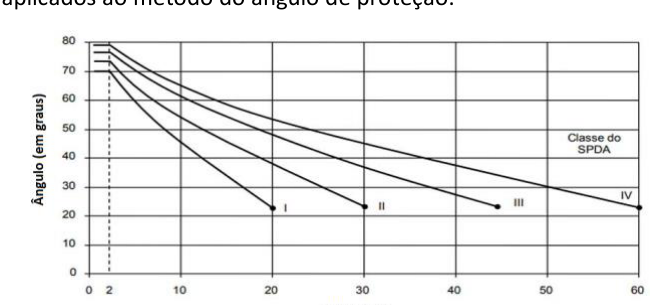 aplicados ao método do ângulo de proteção.
80
70
60
50
40
30
20
10
0
Ângulo (em graus)
Classe do
SPDA
I
II
III
IV
0 2 10 20 30 40 50 60